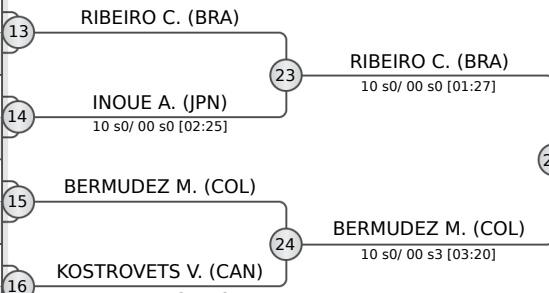 RIBEIRO C. (BRA)
13
23
RIBEIRO C. (BRA)
10 s0/ 00 s0 [01:27]
INOUE A. (JPN)
14
10 s0/ 00 s0 [02:25]
BERMUDEZ M. (COL)
15
24
BERMUDEZ M. (COL)
10 s0/ 00 s3 [03:20]
KOSTROVETS V. (CAN)
16